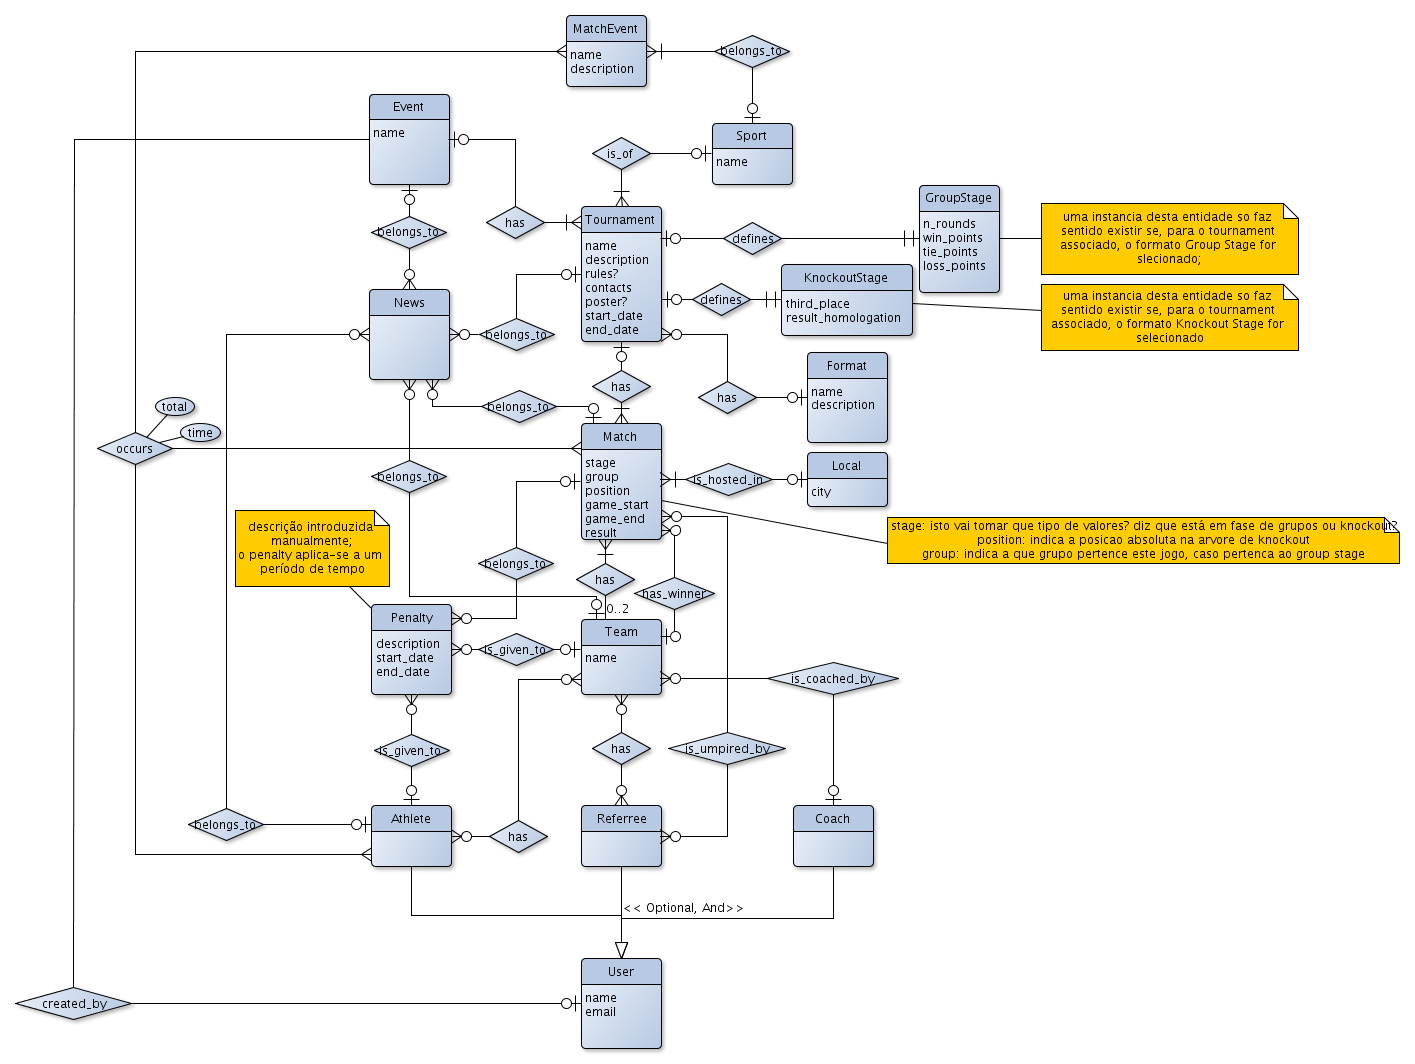 MatchEvent
name
description
belongs_to
Event
name
Sport
name
is_of
has
Tournament
name
description
rules?
contacts
poster?
start_date
end_date
GroupStage
n_rounds
win_points
tie_points
loss_points
uma instancia desta entidade so faz
sentido existir se, para o tournament
associado, o formato Group Stage for
slecionado;
belongs_to
defines
KnockoutStage
third_place
result_homologation
uma instancia desta entidade so faz
sentido existir se, para o tournament
associado, o formato Knockout Stage for
selecionado
defines
News
belongs_to
has
Format
name
description
has
belongs_to
total
time
occurs
Match
stage
group
position
game_start
game_end
result
is_hosted_in
Local
city
belongs_to
descrição introduzida
manualmente;
o penalty aplica-se a um
período de tempo
stage: isto vai tomar que tipo de valores? diz que está em fase de grupos ou knockout?
position: indica a posicao absoluta na arvore de knockout
group: indica a que grupo pertence este jogo, caso pertenca ao group stage
belongs_to
has
has_winner
0..2
Penalty
description
start_date
end_date
is_given_to
Team
name
is_coached_by
is_given_to
has
is_umpired_by
belongs_to
Athlete
has
Referree
Coach
<< Optional, And>>
User
name
email
created_by